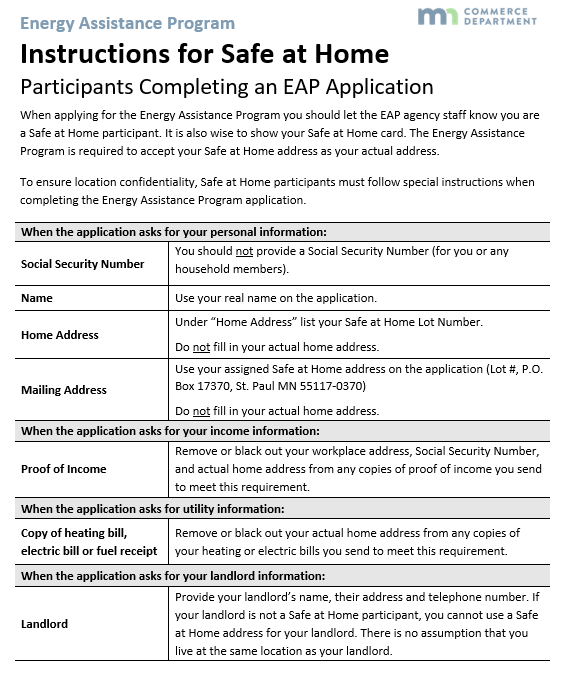 Energy Assistance Program
mn COMMERCE
DEPARTMENT
Instructions for Safe at Home
Participants Completing an EAP Application
When applying for the Energy Assistance Program you should let the EAP agency staff know you are
a Safe at Home participant. It is also wise to show your Safe at Home card. The Energy Assistance
Program is required to accept your Safe at Home address as your actual address.
To ensure location confidentiality, Safe at Home participants must follow special instructions when
completing the Energy Assistance Program application.
When the application asks for your personal information:
Social Security Number
You should not provide a Social Security Number (for you or any
household members).
Name
Use your real name on the application.
Home Address
Under “Home Address” list your Safe at Home Lot Number.
Do not fill in your actual home address.
Mailing Address
Use your assigned Safe at Home address on the application (Lot #, P.O.
Box 17370, St. Paul MN 55117-0370)
Do not fill in your actual home address.
When the application asks for your income information:
Proof of Income
Remove or black out your workplace address, Social Security Number,
and actual home address from any copies of proof of income you send
to meet this requirement.
When the application asks for utility information:
Copy of heating bill,
electric bill or fuel receipt
Remove or black out your actual home address from any copies of
your heating or electric bills you send to meet this requirement.
When the application asks for your landlord information:
Landlord
Provide your landlord’s name, their address and telephone number. If
your landlord is not a Safe at Home participant, you cannot use a Safe
at Home address for your landlord. There is no assumption that you
live at the same location as your landlord.